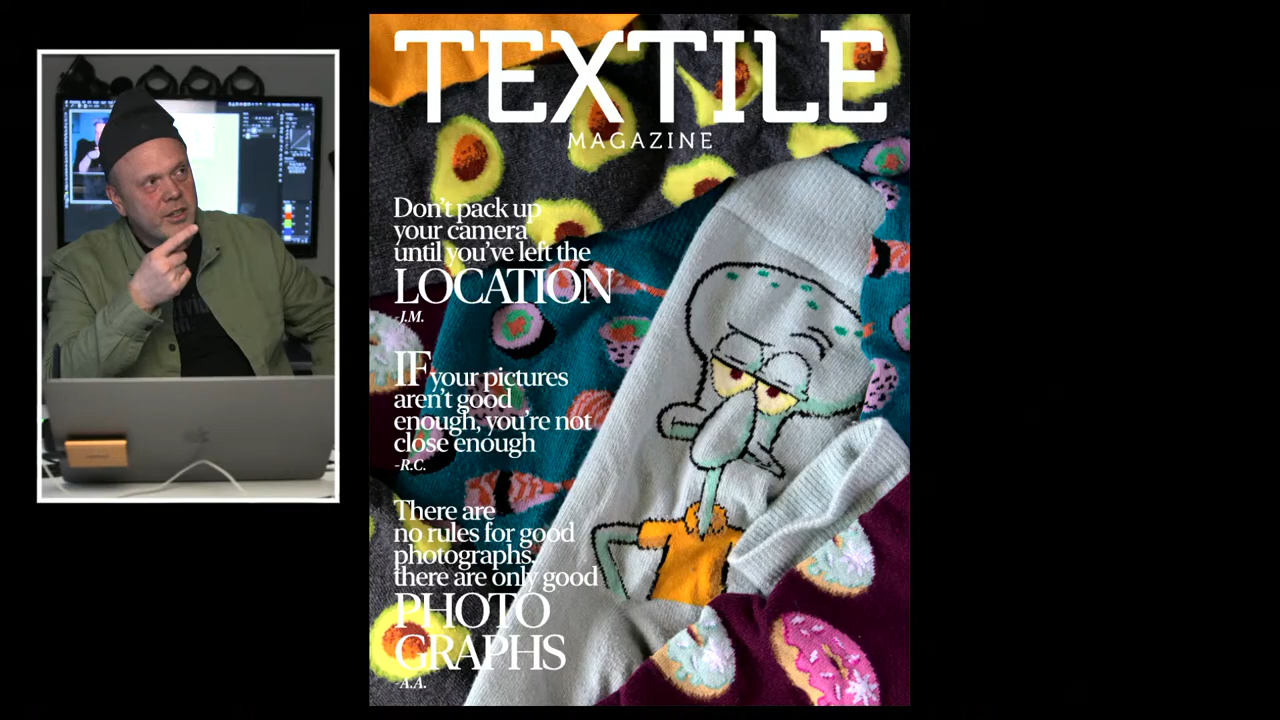 TEXTILE
MAGAZINE
Don't pack up
your camera
until you've left the
LOCATION
-J.M.
IF your pictures
aren't good
enough, you're not
close enough
-R.C.
There are
no rules for good
photographs,
there are only good
PHOTO
GRAPHS
-A.A.